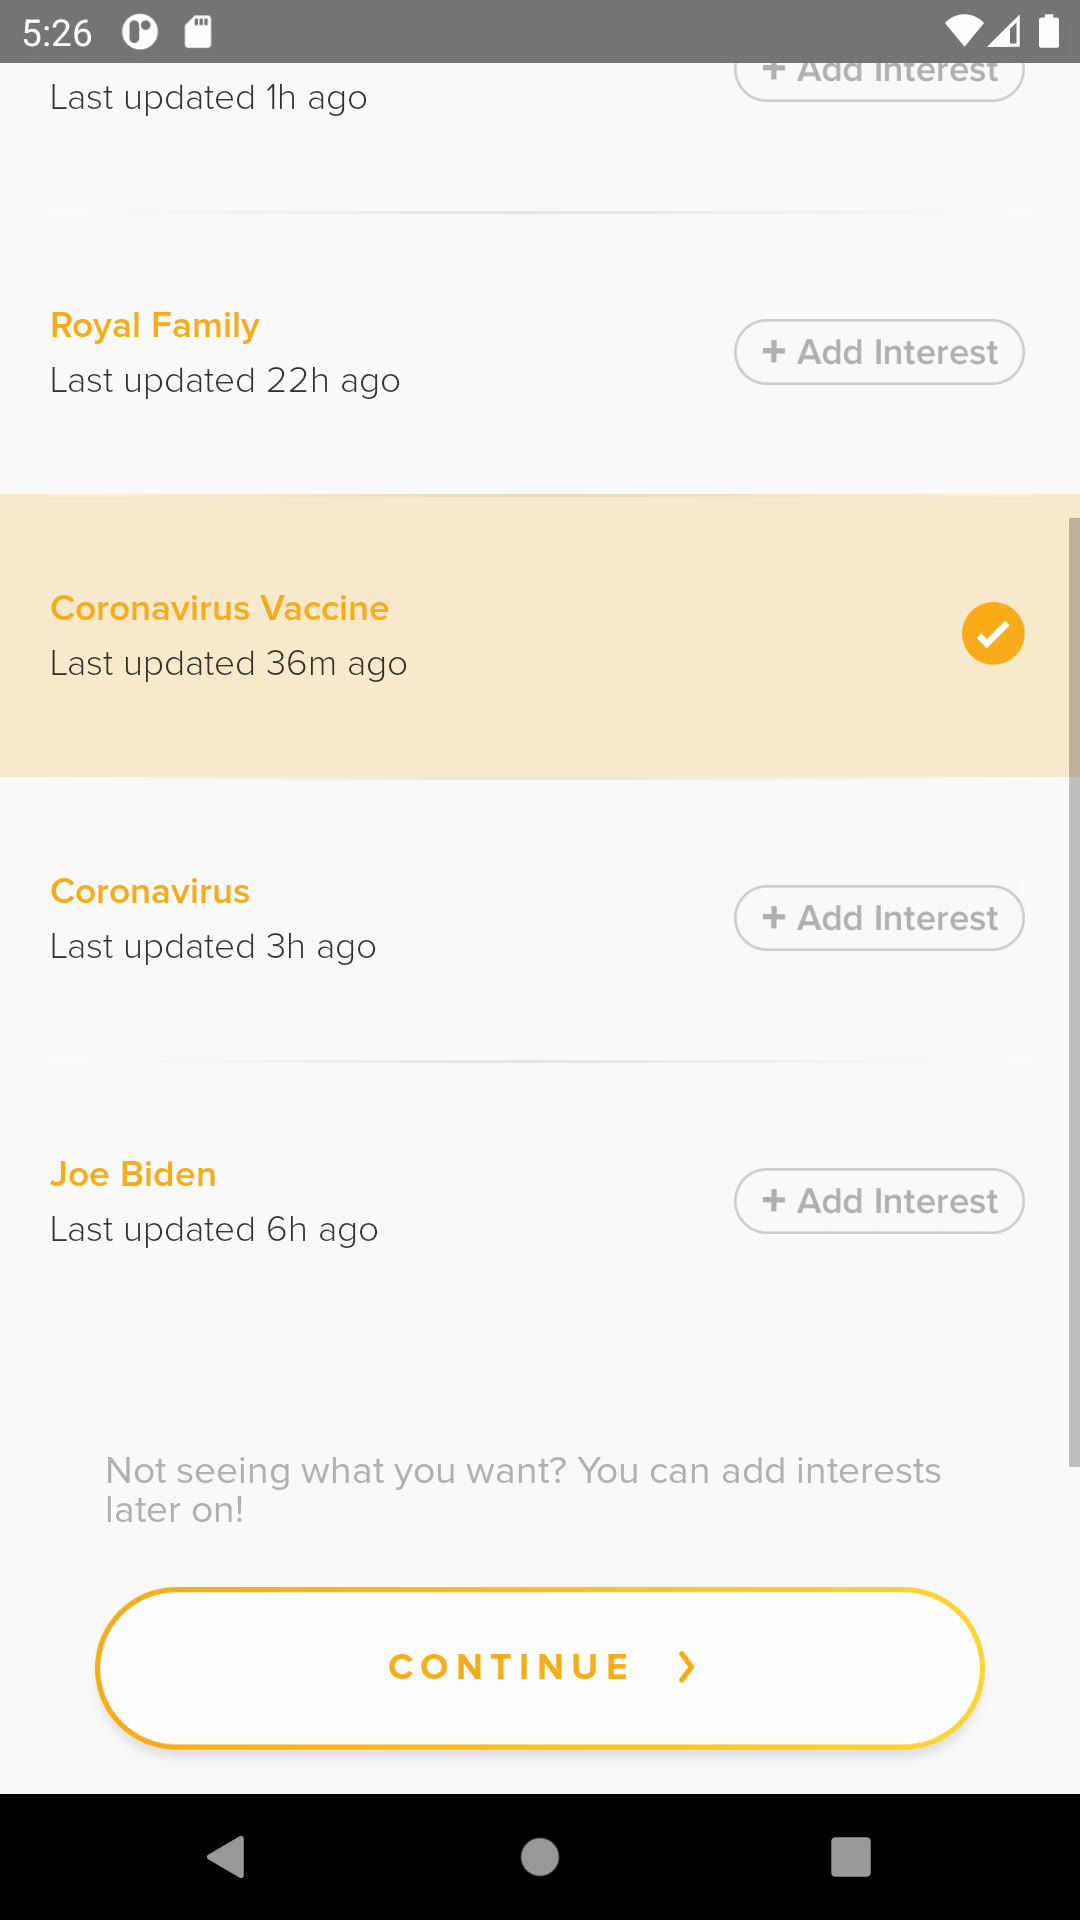 5:26
+ Add Interest
Last updated 1h ago
Royal Family
+ Add Interest
Last updated 22h ago
Coronavirus Vaccine
Last updated 36m ago
Coronavirus
+ Add Interest
Last updated 3h ago
Joe Biden
+ Add Interest
Last updated 6h ago
Not seeing what you want? You can add interests
later on!
CONTINUE